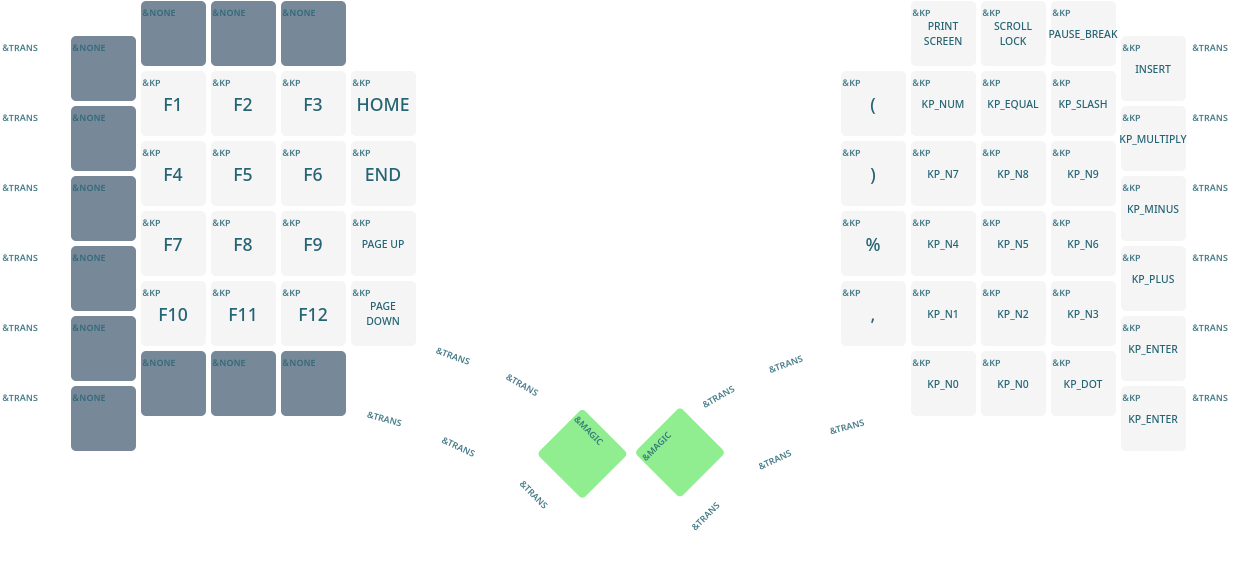 &NONE &NONE &NONE &KP &KP &KP
PRINT SCREEN SCROLL LOCK PAUSE_BREAK
&TRANS &NONE &KP &TRANS
INSERT
&KP &KP &KP &KP &KP &KP &KP &KP
F1 F2 F3 HOME ( KP_NUM KP_EQUAL KP_SLASH
&TRANS &NONE &KP &TRANS
KP_MULTIPLY
&KP &KP &KP &KP &KP &KP &KP &KP
F4 F5 F6 END ) KP_N7 KP_N8 KP_N9
&TRANS &NONE &KP &TRANS
KP_MINUS
&KP &KP &KP &KP &KP &KP &KP &KP
F7 F8 F9 PAGE UP % KP_N4 KP_N5 KP_N6
&TRANS &NONE &KP &TRANS
KP_PLUS
&KP &KP &KP &KP &KP &KP &KP &KP
F10 F11 F12 PAGE DOWN , KP_N1 KP_N2 KP_N3
&TRANS &NONE &KP &TRANS
KP_ENTER
&NONE &NONE &NONE &TRANS &TRANS &KP &KP &KP
&TRANS &TRANS KP_N0 KP_N0 KP_DOT
&TRANS &NONE &KP &TRANS
&TRANS &TRANS KP_ENTER
&TRANS &MAGIC &MAGIC &TRANS
&TRANS &TRANS